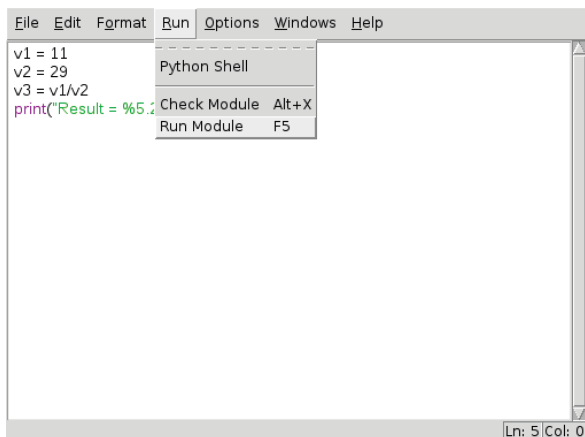 File Edit Format Run Options Windows Help
v1 = 11
v2 = 29
v3 = v1/v2
print("Result = %5.2
Python Shell
Check Module Alt+X
Run Module F5
Ln: 5 Col: 0